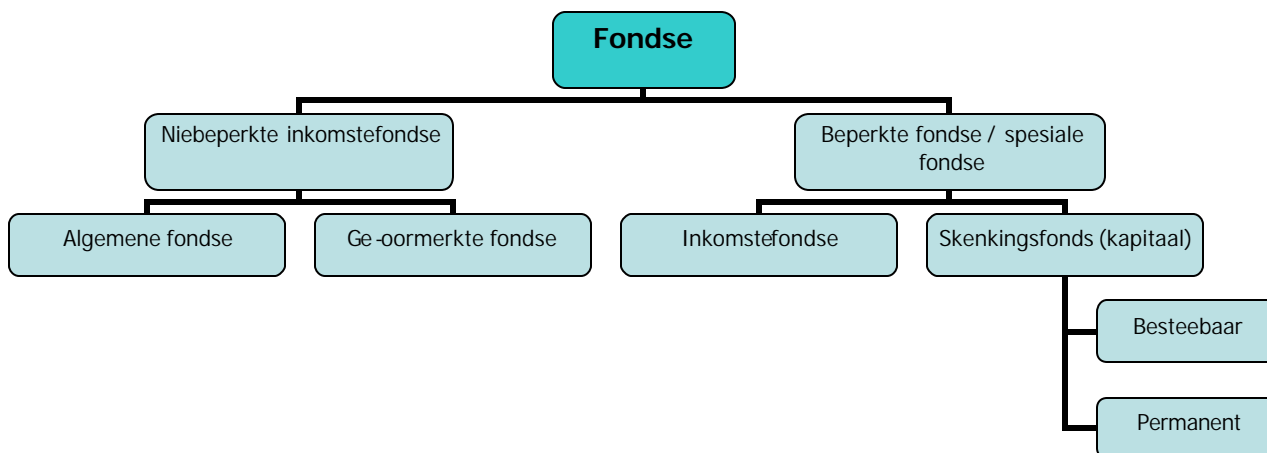 Fondse
Niebeperkte inkomstefondse
Beperkte fondse / spesiale
fondse
Algemene fondse
Ge-oormerkte fondse
Inkomstefondse
Skenkingsfonds (kapitaal)
Besteebaar
Permanent